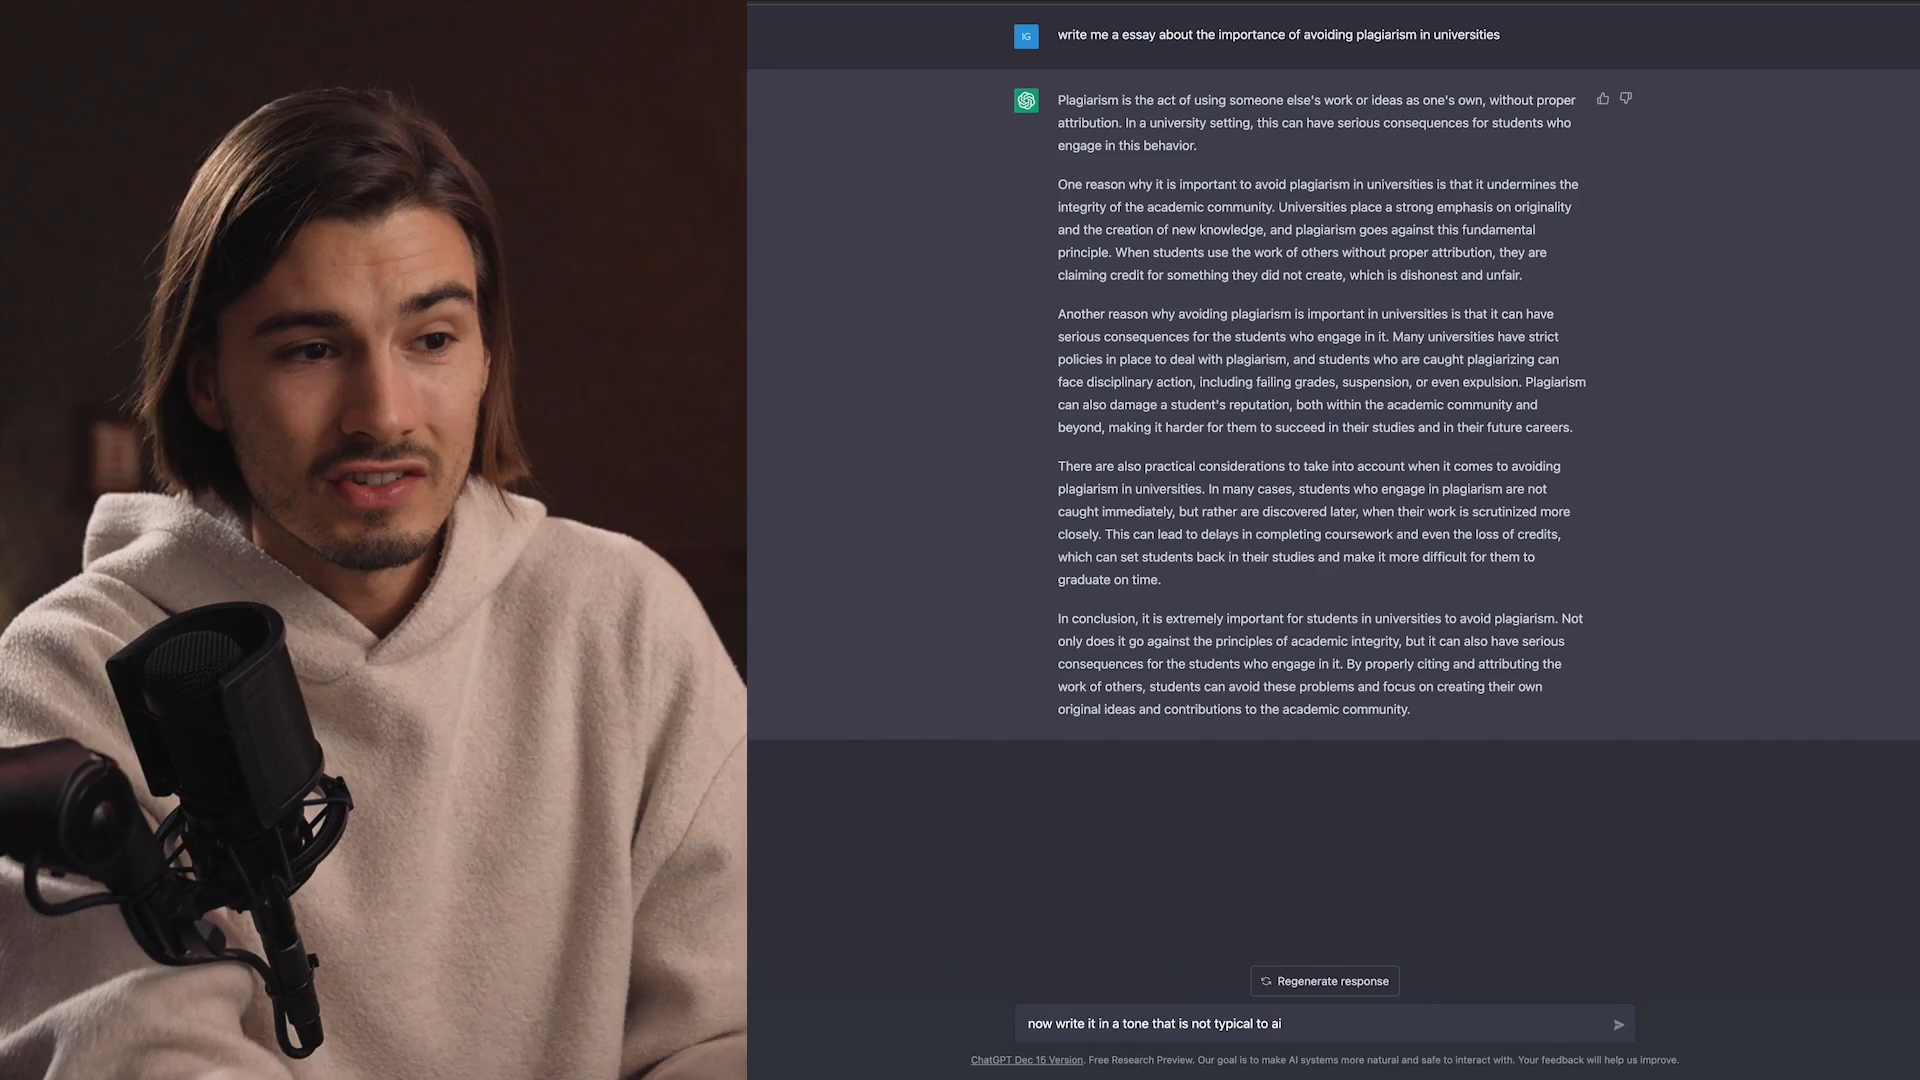 IG
write me a essay about the importance of avoiding plagiarism in universities
Plagiarism is the act of using someone else's work or ideas as one's own, without proper
attribution. In a university setting, this can have serious consequences for students who
engage in this behavior.
One reason why it is important to avoid plagiarism in universities is that it undermines the
integrity of the academic community. Universities place a strong emphasis on originality
and the creation of new knowledge, and plagiarism goes against this fundamental
principle. When students use the work of others without proper attribution, they are
claiming credit for something they did not create, which is dishonest and unfair.
Another reason why avoiding plagiarism is important in universities is that it can have
serious consequences for the students who engage in it. Many universities have strict
policies in place to deal with plagiarism, and students who are caught plagiarizing can
face disciplinary action, including failing grades, suspension, or even expulsion. Plagiarism
can also damage a student's reputation, both within the academic community and
beyond, making it harder for them to succeed in their studies and in their future careers.
There are also practical considerations to take into account when it comes to avoiding
plagiarism in universities. In many cases, students who engage in plagiarism are not
caught immediately, but rather are discovered later, when their work is scrutinized more
closely. This can lead to delays in completing coursework and even the loss of credits,
which can set students back in their studies and make it more difficult for them to
graduate on time.
In conclusion, it is extremely important for students in universities to avoid plagiarism. Not
only does it go against the principles of academic integrity, but it can also have serious
consequences for the students who engage in it. By properly citing and attributing the
work of others, students can avoid these problems and focus on creating their own
original ideas and contributions to the academic community.
Regenerate response
now write it in a tone that is not typical to ai
ChatGPT Dec 15 Version. Free Research Preview. Our goal is to make AI systems more natural and safe to interact with. Your feedback will help us improve.